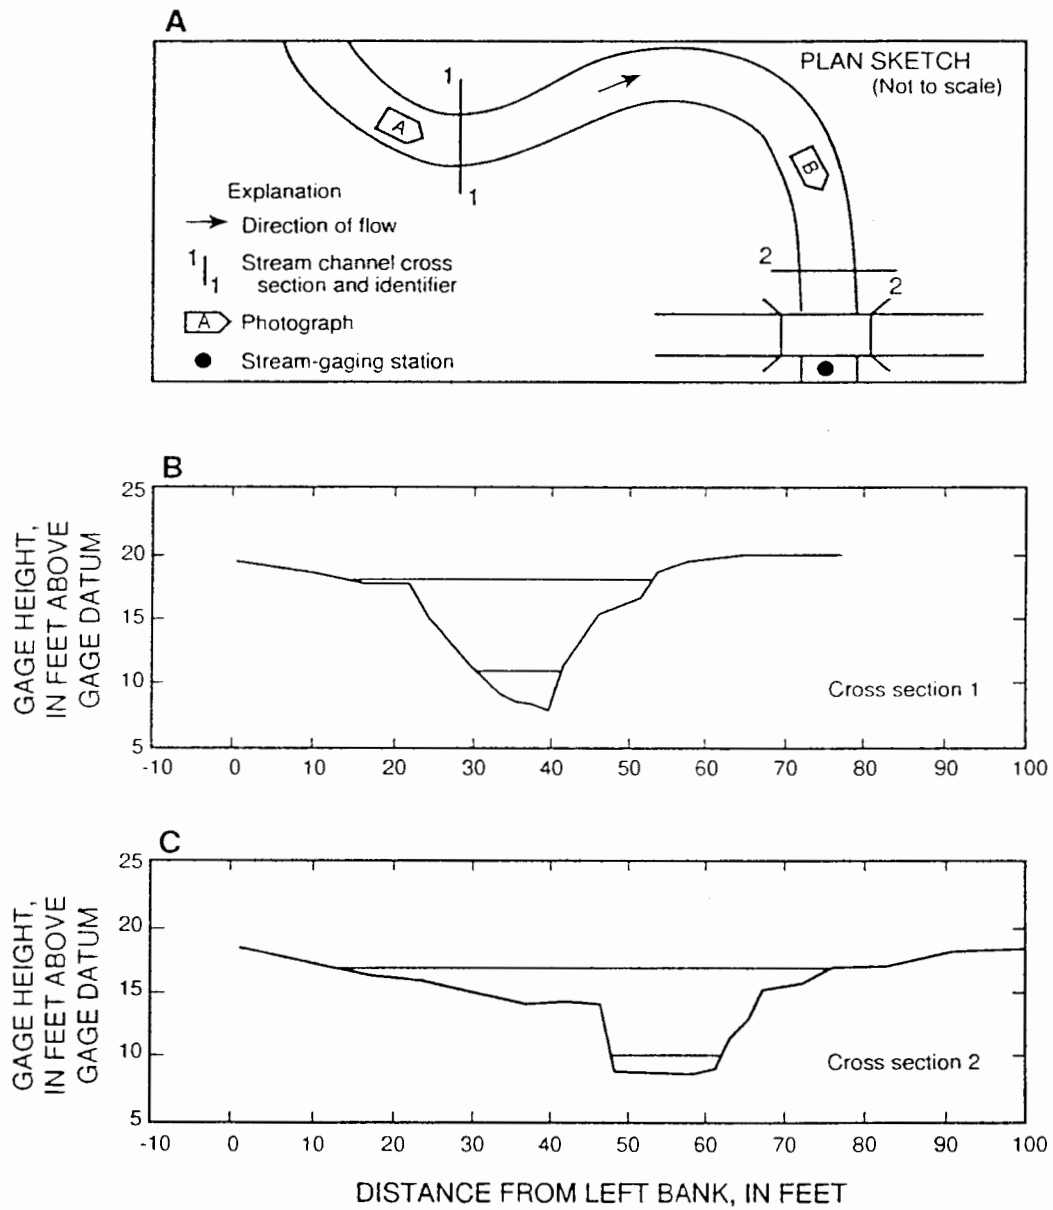 A
PLAN SKETCH
(Not to scale)
1
A
1
B
Explanation
Direction of flow
1
1
Stream channel cross
section and identifier
A
Photograph
Stream-gaging station
2
2
B
GAGE HEIGHT,
IN FEET ABOVE
GAGE DATUM
25
20
15
10
5
Cross section 1
-10 0 10 20 30 40 50 60 70 80 90 100
C
GAGE HEIGHT,
IN FEET ABOVE
GAGE DATUM
25
20
15
10
5
Cross section 2
-10 0 10 20 30 40 50 60 70 80 90 100
DISTANCE FROM LEFT BANK, IN FEET